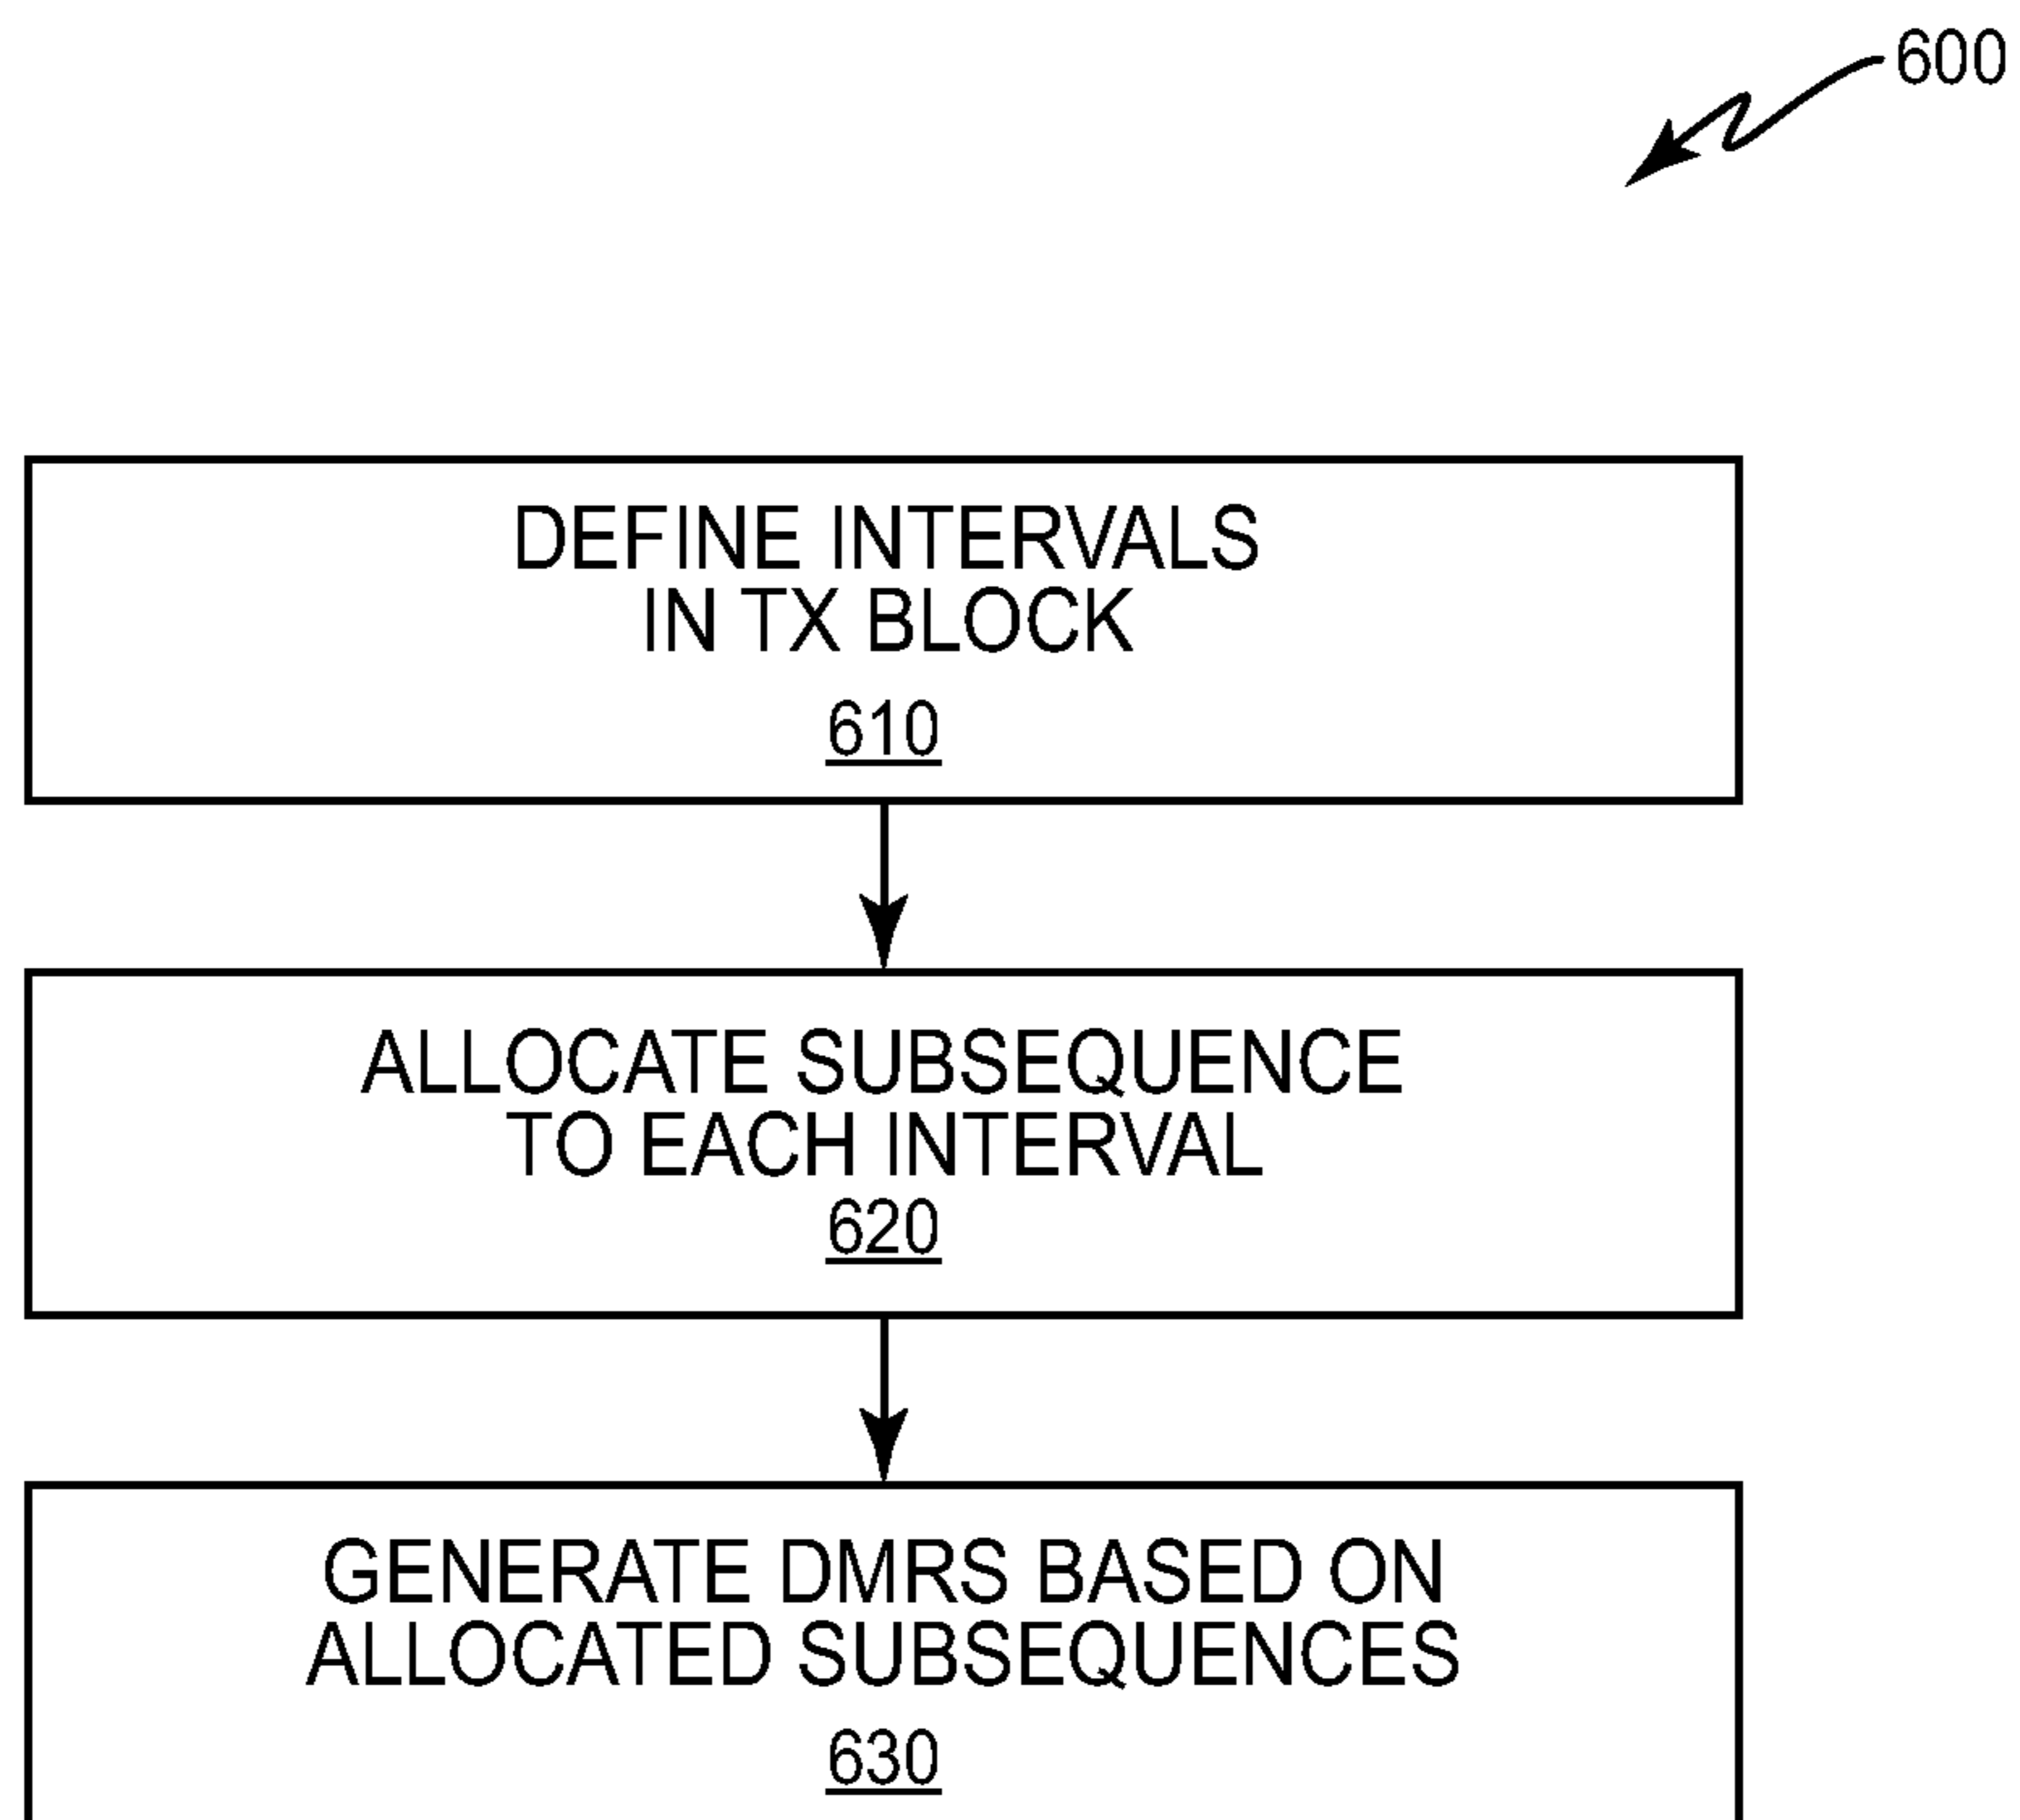 600
DEFINE INTERVALS
IN TX BLOCK
610
ALLOCATE SUBSEQUENCE
TO EACH INTERVAL
620
GENERATE DMRS BASED ON
ALLOCATED SUBSEQUENCES
630